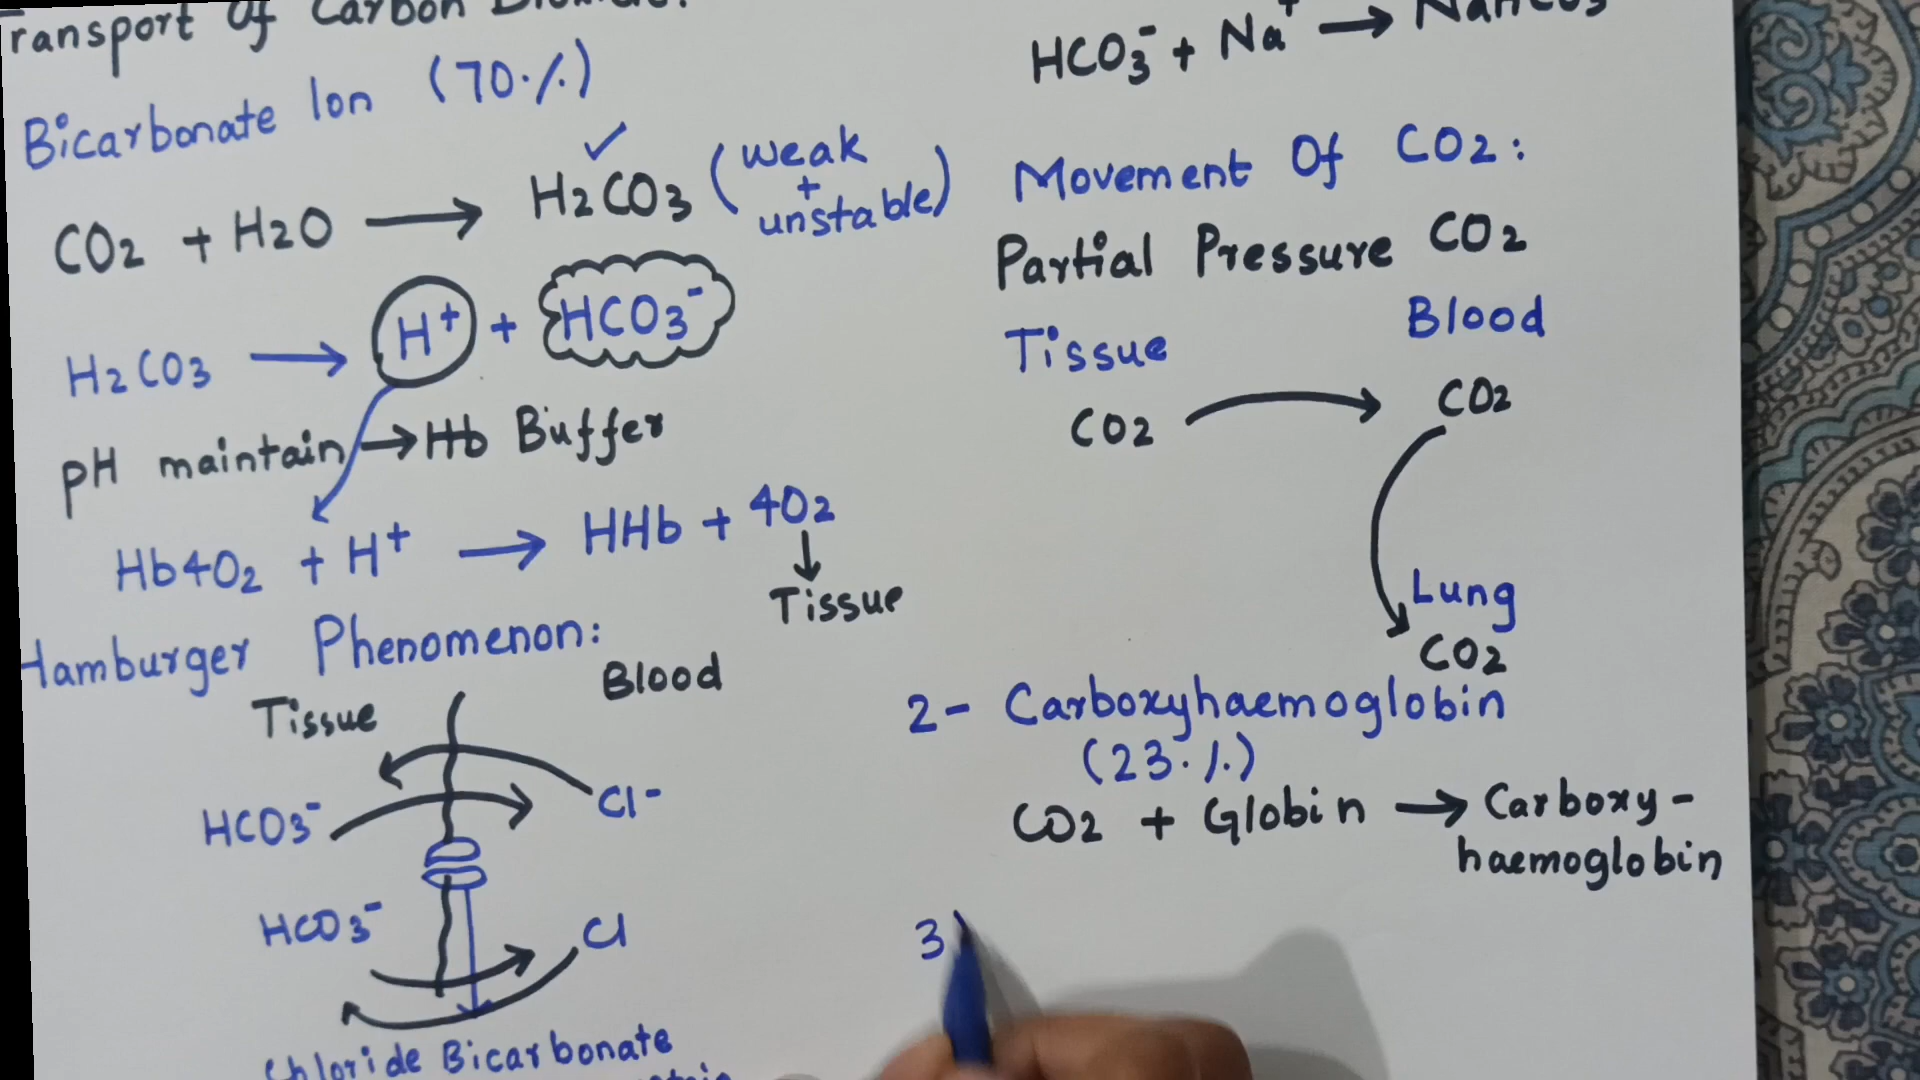 Transport Of Carbon Dioxide:
Bicarbonate Ion (70%)
CO2 + H2O → H2CO3 (weak + unstable)
H2CO3 → H+ + HCO3-
pH maintain → Hb Buffer
Hb4O2 + H+ → HHb + 4O2
Tissue
Hamburger Phenomenon:
Tissue Blood
HCO3- Cl-
HCO3- Cl
Chloride Bicarbonate
HCO3- + Na+ → NaHCO3
Movement Of CO2:
Partial Pressure CO2
Tissue Blood
CO2 → CO2
Lung
CO2
2- Carboxyhaemoglobin
(23%)
CO2 + Globin → Carboxy-
haemoglobin
3